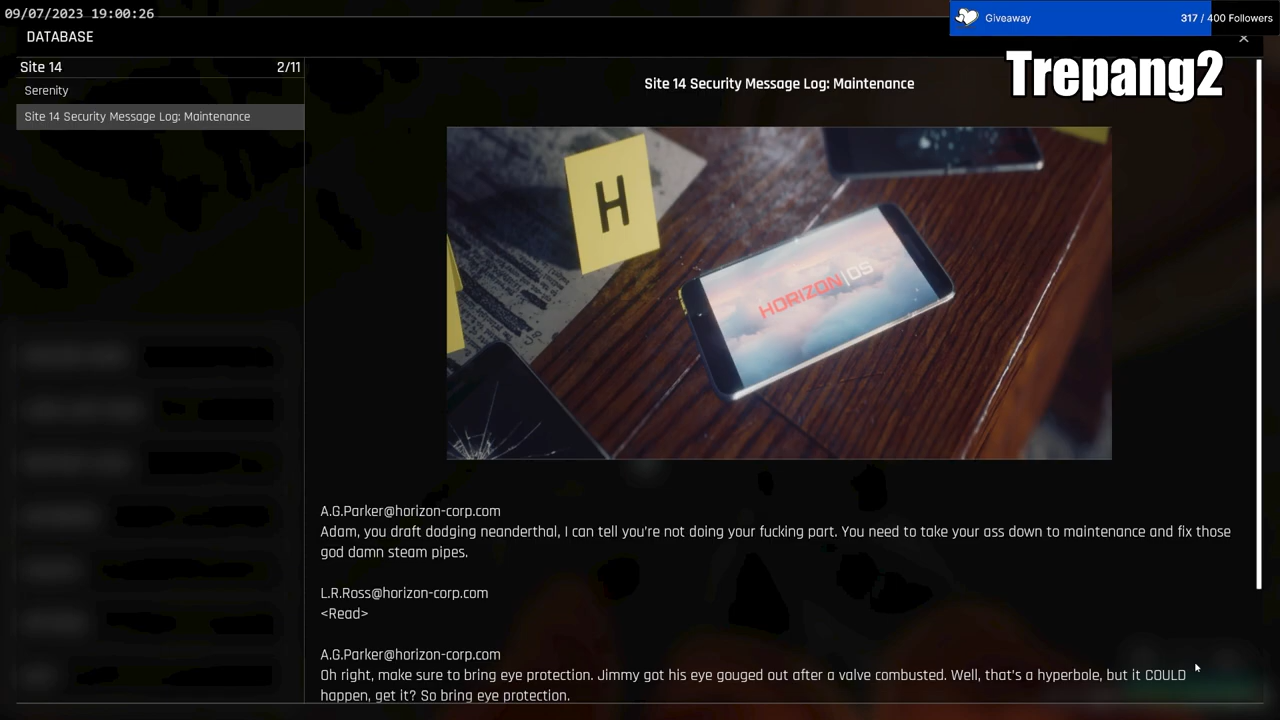 09/07/2023 19:00:26
Giveaway
317 / 400 Followers
DATABASE
Trepang2
Site 14
2/11
Serenity
Site 14 Security Message Log: Maintenance
Site 14 Security Message Log: Maintenance
H
HORIZON|OS
A.G.Parker@horizon-corp.com
Adam, you draft dodging neanderthal, I can tell you're not doing your fucking part. You need to take your ass down to maintenance and fix those
god damn steam pipes.
L.R.Ross@horizon-corp.com
<Read>
A.G.Parker@horizon-corp.com
Oh right, make sure to bring eye protection. Jimmy got his eye gouged out after a valve combusted. Well, that's a hyperbole, but it COULD
happen, get it? So bring eye protection.